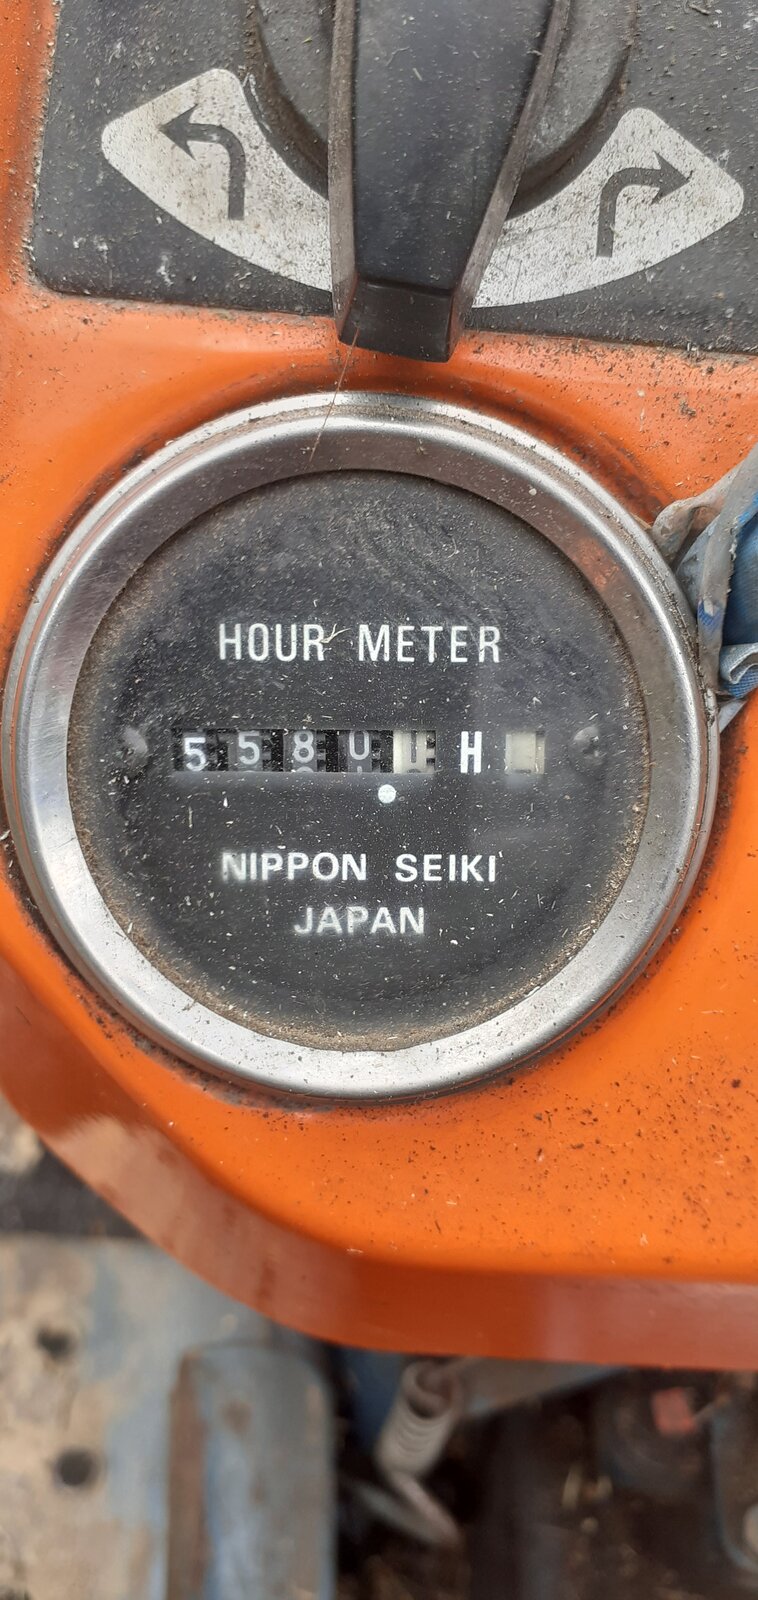 HOUR METER
5580 H
NIPPON SEIKI
JAPAN